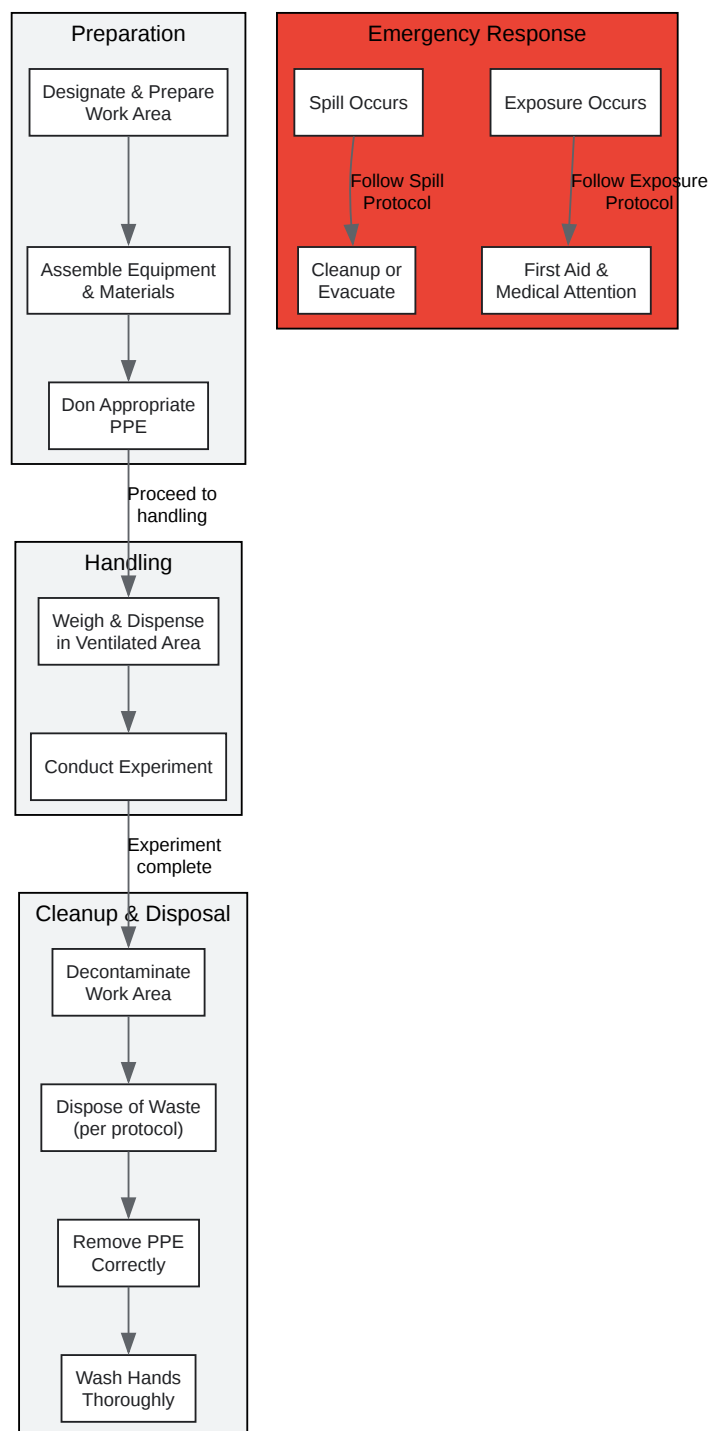 Preparation
Designate & Prepare
Work Area
Assemble Equipment
& Materials
Don Appropriate
PPE
Proceed to
handling
Handling
Weigh & Dispense
in Ventilated Area
Conduct Experiment
Experiment
complete
Cleanup & Disposal
Decontaminate
Work Area
Dispose of Waste
(per protocol)
Remove PPE
Correctly
Wash Hands
Thoroughly
Emergency Response
Spill Occurs
Follow Spill
Protocol
Cleanup or
Evacuate
Exposure Occurs
Follow Exposure
Protocol
First Aid &
Medical Attention